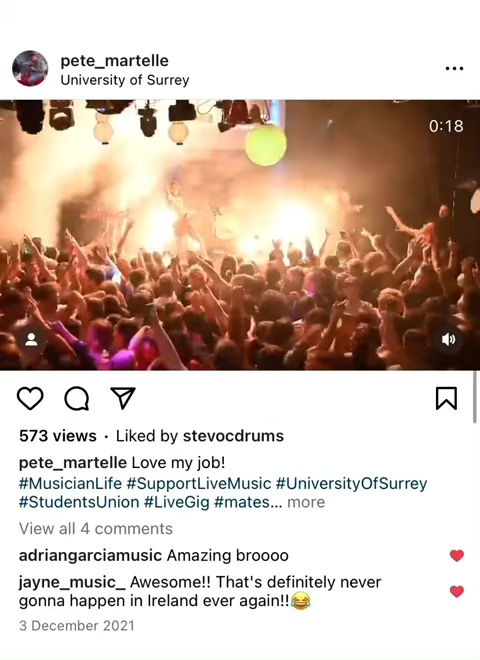 pete_martelle
University of Surrey
0:18
573 views · Liked by stevocdrums
pete_martelle Love my job!
#MusicianLife #SupportLiveMusic #UniversityOfSurrey
#StudentsUnion #LiveGig #mates... more
View all 4 comments
adriangarciamusic Amazing broooo
jayne_music_ Awesome!! That's definitely never
gonna happen in Ireland ever again!!😂
3 December 2021